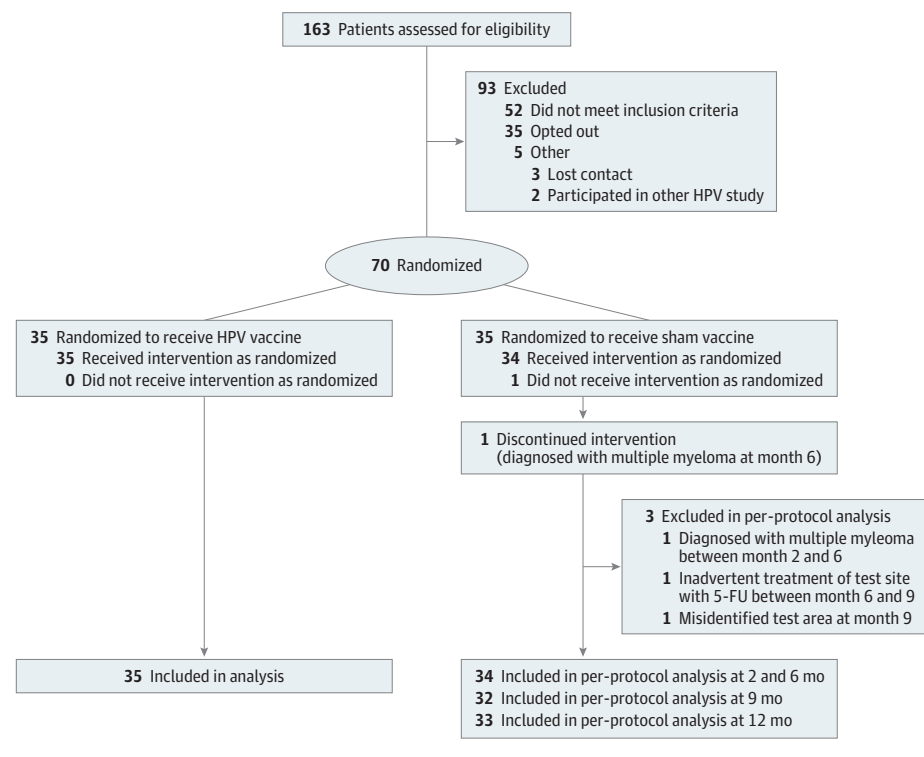 163 Patients assessed for eligibility
93 Excluded
52 Did not meet inclusion criteria
35 Opted out
5 Other
3 Lost contact
2 Participated in other HPV study
70 Randomized
35 Randomized to receive HPV vaccine
35 Received intervention as randomized
0 Did not receive intervention as randomized
35 Randomized to receive sham vaccine
34 Received intervention as randomized
1 Did not receive intervention as randomized
1 Discontinued intervention
(diagnosed with multiple myeloma at month 6)
3 Excluded in per-protocol analysis
1 Diagnosed with multiple myleoma
between month 2 and 6
1 Inadvertent treatment of test site
with 5-FU between month 6 and 9
1 Misidentified test area at month 9
35 Included in analysis
34 Included in per-protocol analysis at 2 and 6 mo
32 Included in per-protocol analysis at 9 mo
33 Included in per-protocol analysis at 12 mo